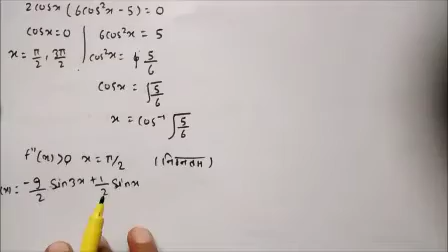 2cosx (6cos²x - 5) = 0
cosx = 0 | 6cos²x = 5
x = π/2, 3π/2 | cos²x = 5/6
cosx = √5/6
x = cos⁻¹ √5/6
f"(x) > 0 x = π/2 (निम्नतम)
(x) = -9/2 sin3x + 1/2 sinx